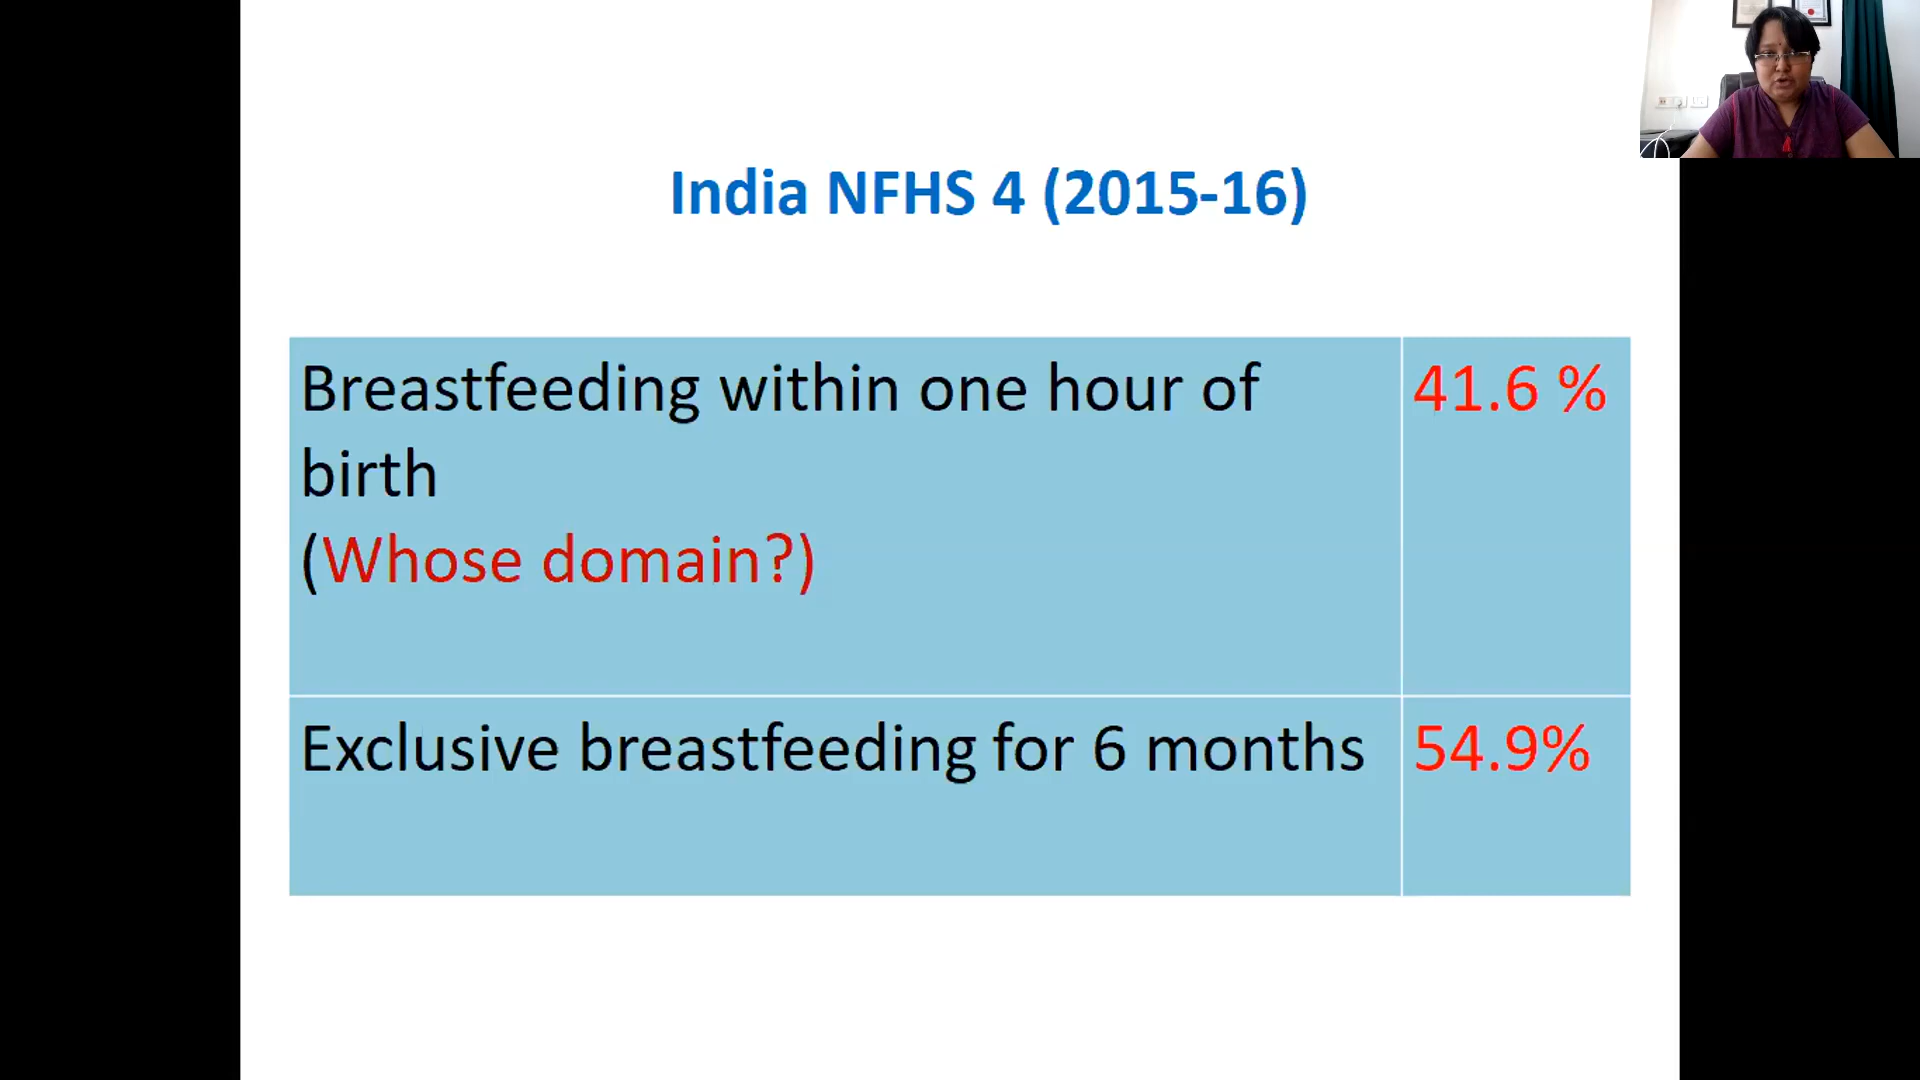 India NFHS 4 (2015-16)
Breastfeeding within one hour of
birth
(Whose domain?)
41.6 %
Exclusive breastfeeding for 6 months
54.9%